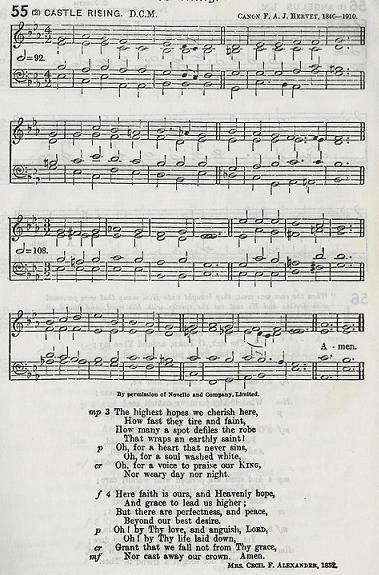 55 (2) CASTLE RISING. D.C.M. CANON F. A. J. HERVEY, 1846–1910.
𝅗𝅥=92.
𝅗𝅥=108.
A - men.
By permission of Novello and Company, Limited.
mp 3 The highest hopes we cherish here,
How fast they tire and faint,
How many a spot defiles the robe
That wraps an earthly saint!
p Oh, for a heart that never sins,
Oh, for a soul washed white,
cr Oh, for a voice to praise our KING,
Nor weary day nor night.
f 4 Here faith is ours, and Heavenly hope,
And grace to lead us higher;
But there are perfectness, and peace,
Beyond our best desire.
p Oh! by Thy love, and anguish, LORD,
Oh! by Thy life laid down,
cr Grant that we fall not from Thy grace,
mf Nor cast away our crown. Amen.
MRS. CECIL F. ALEXANDER, 1852.